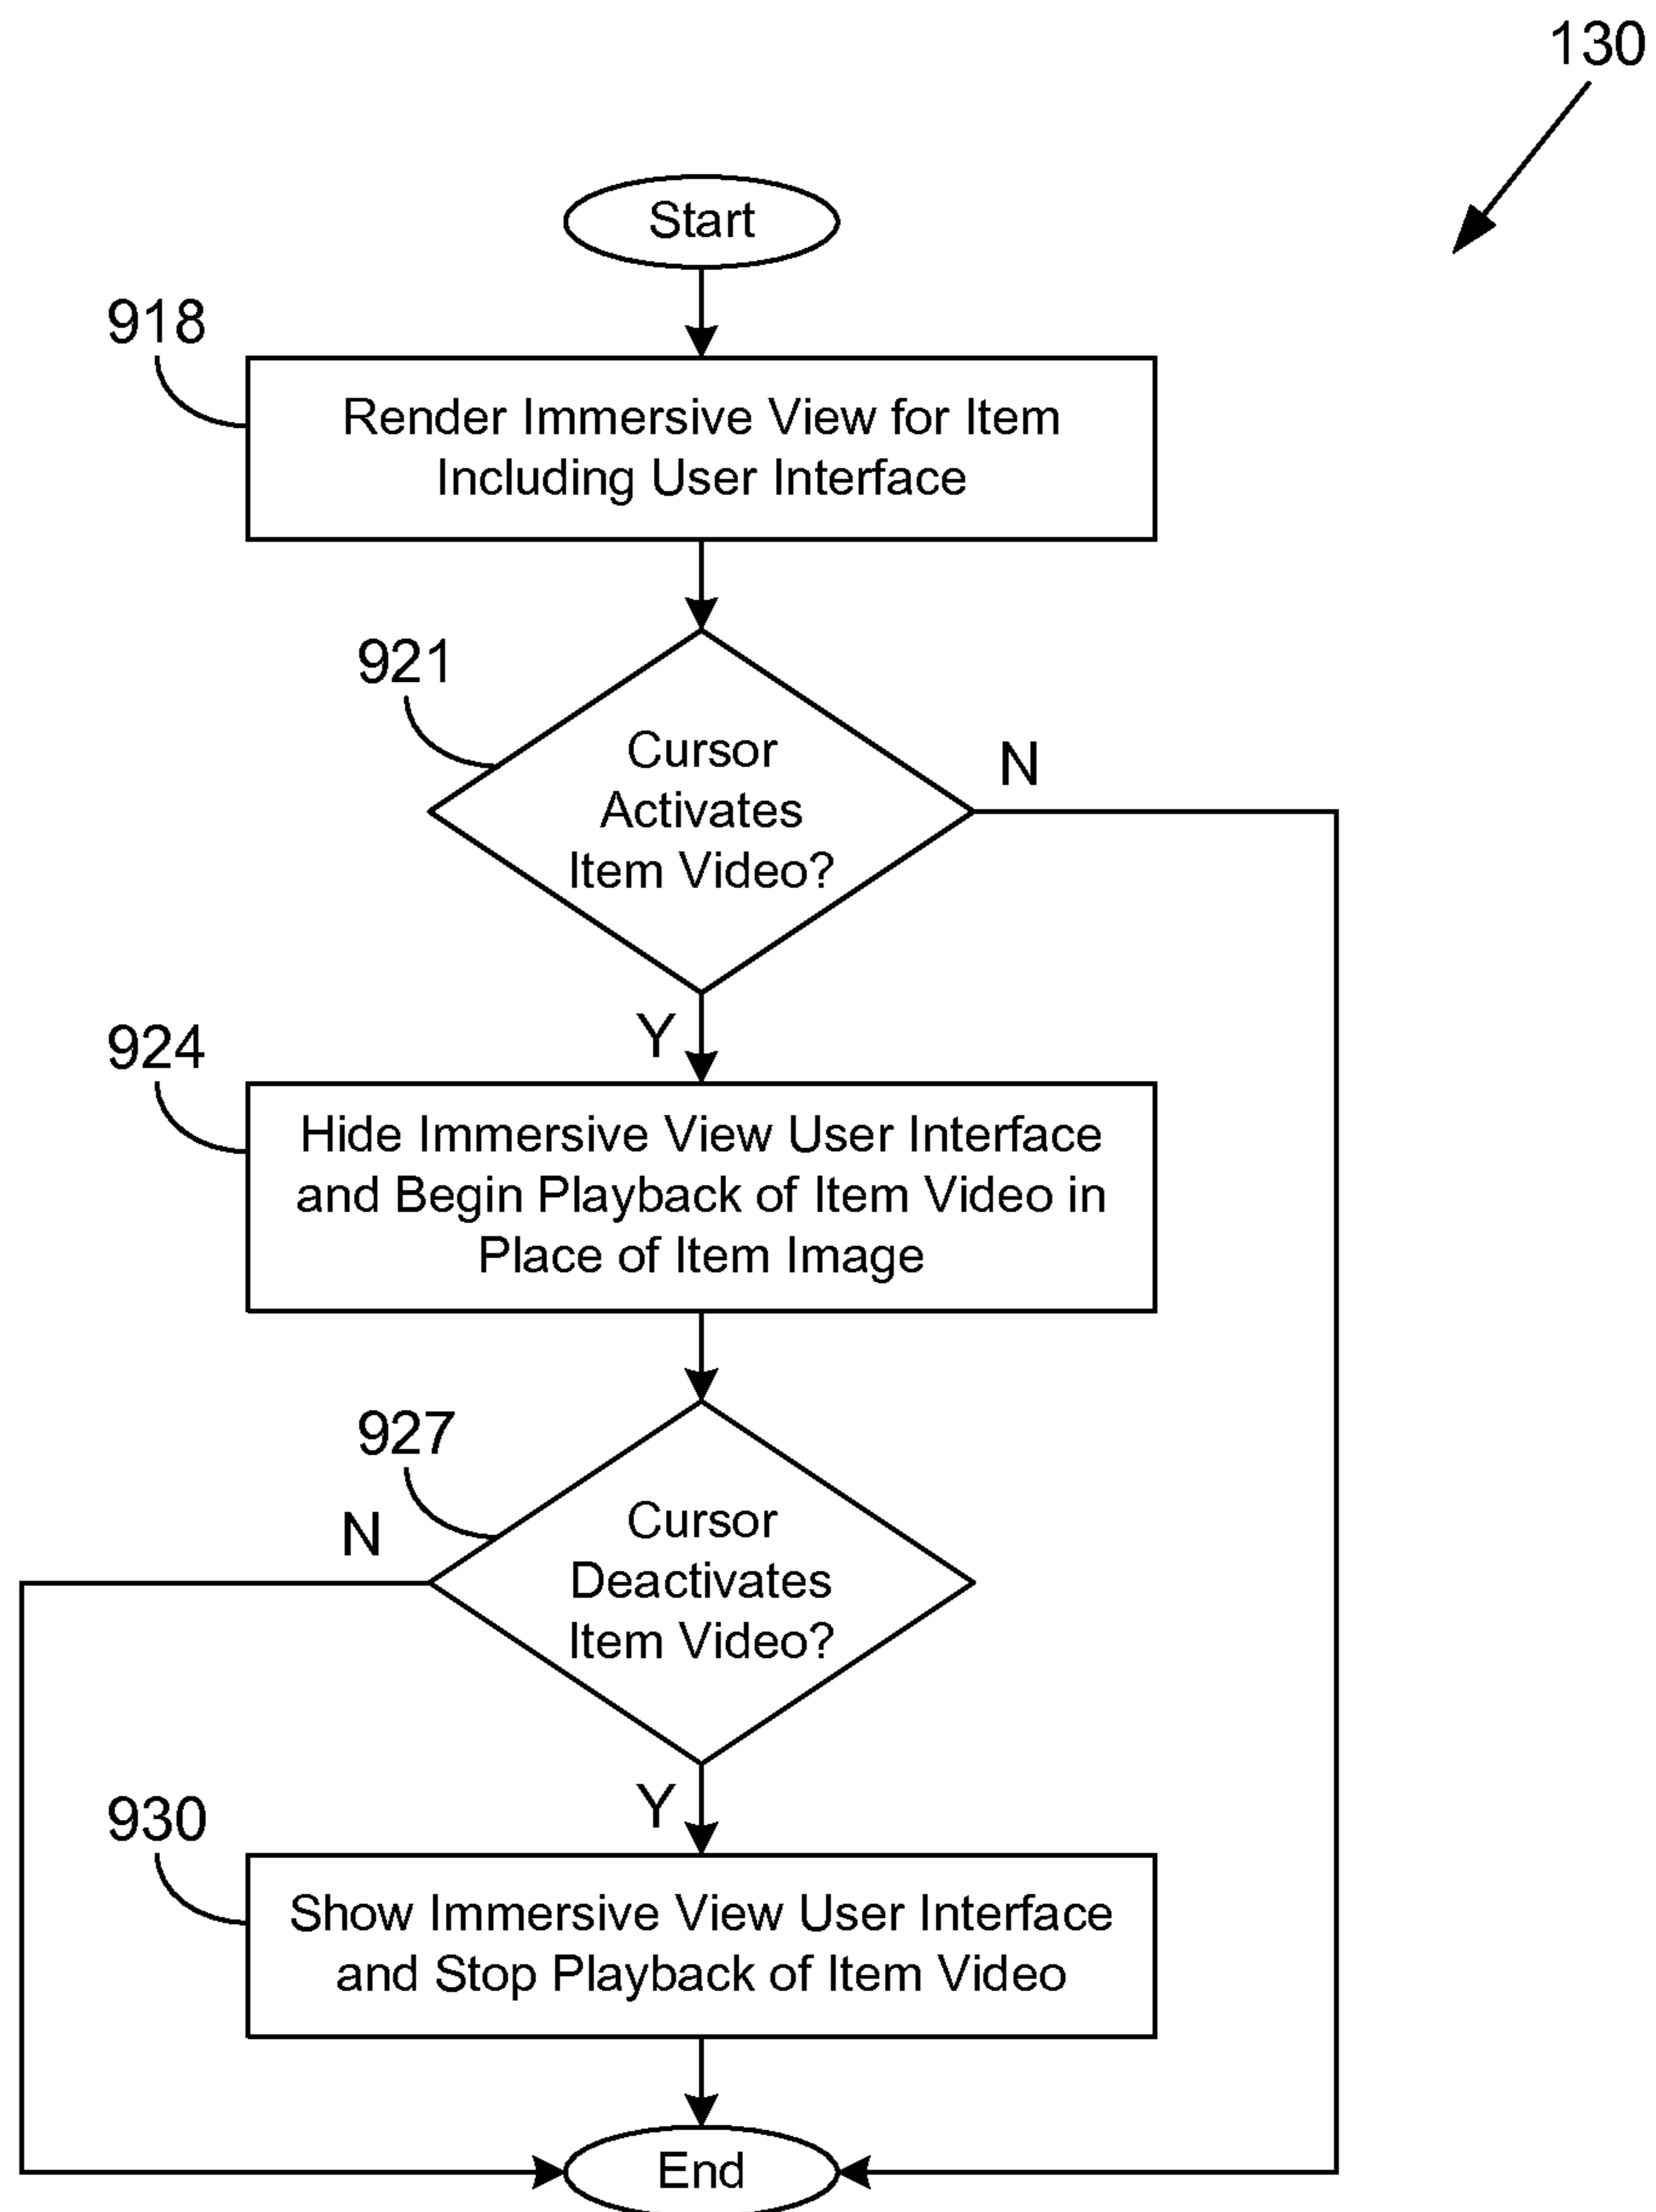 130
Start
918
Render Immersive View for Item
Including User Interface
921
Cursor
Activates
Item Video?
N
Y
924
Hide Immersive View User Interface
and Begin Playback of Item Video in
Place of Item Image
927
N
Cursor
Deactivates
Item Video?
Y
930
Show Immersive View User Interface
and Stop Playback of Item Video
End